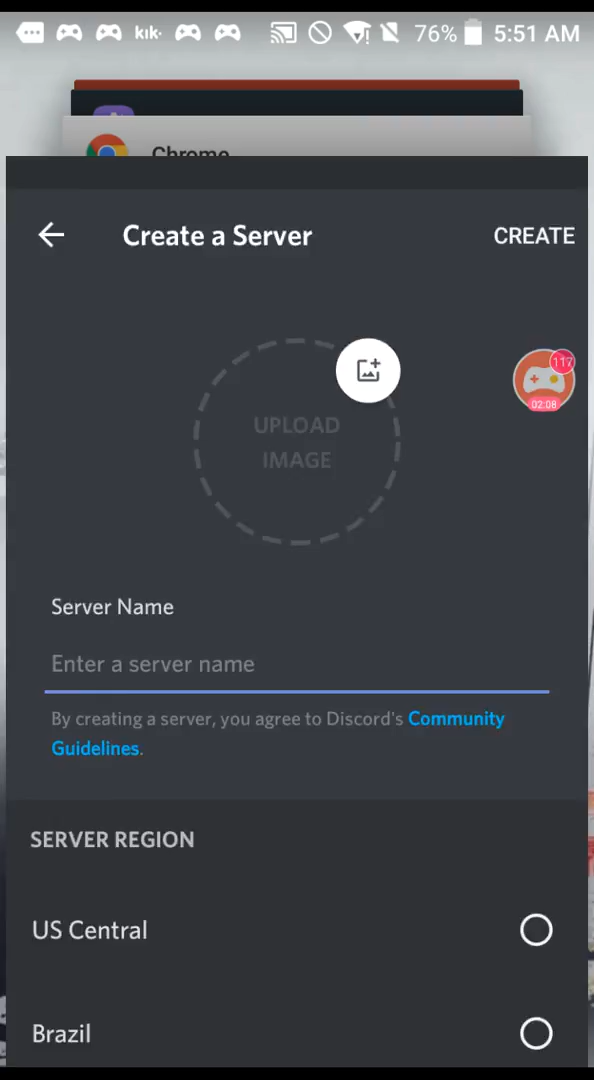 kik. 76% 5:51 AM
Chrome
Create a Server
CREATE
117
02:08
UPLOAD
IMAGE
Server Name
Enter a server name
By creating a server, you agree to Discord's Community
Guidelines.
SERVER REGION
US Central
Brazil